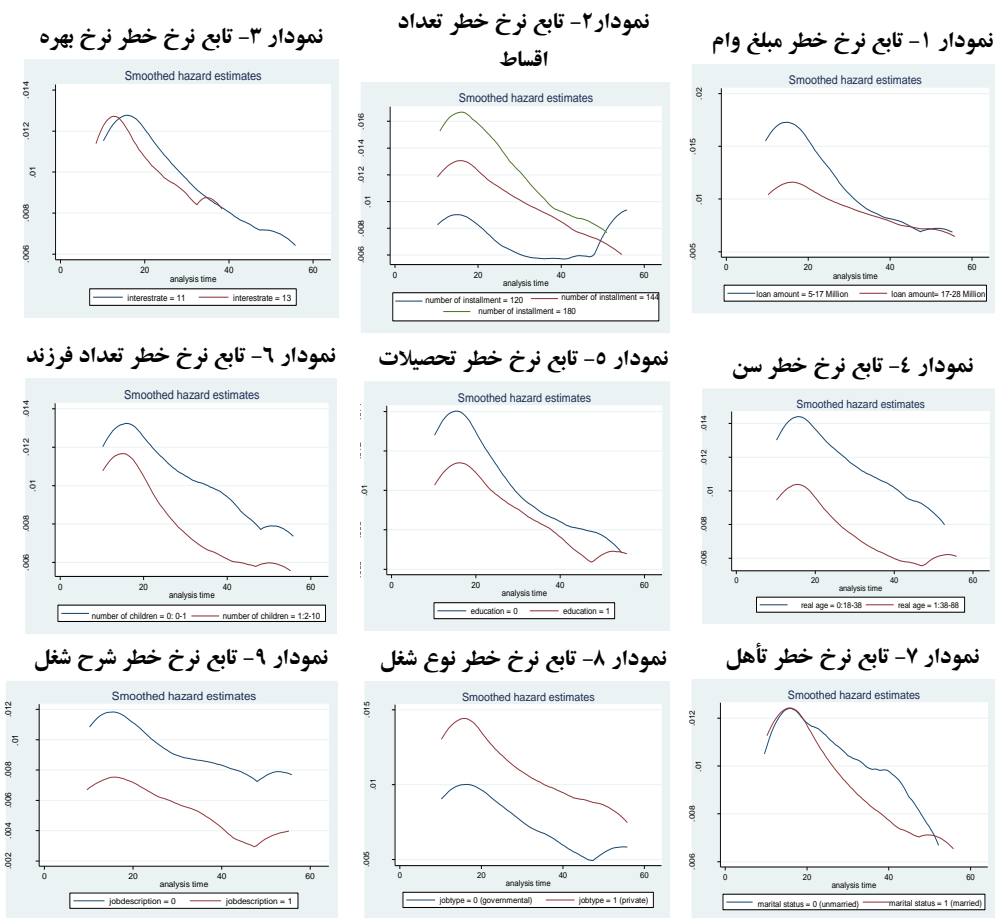 نمودار ۱- تابع نرخ خطر مبلغ وام
Smoothed hazard estimates
.02
.015
.01
.005
0 20 40 60
analysis time
loan amount = 5-17 Million loan amount= 17-28 Million
نمودار۲- تابع نرخ خطر تعداد
اقساط
Smoothed hazard estimates
.016
.014
.012
.01
.008
.006
0 20 40 60
analysis time
number of installment = 120 number of installment = 144
number of installment = 180
نمودار ۳- تابع نرخ خطر نرخ بهره
Smoothed hazard estimates
.014
.012
.01
.008
.006
0 20 40 60
analysis time
interestrate = 11 interestrate = 13
نمودار ٤- تابع نرخ خطر سن
Smoothed hazard estimates
.014
.012
.01
.008
.006
0 20 40 60
analysis time
real age = 0:18-38 real age = 1:38-88
نمودار ۵- تابع نرخ خطر تحصیلات
Smoothed hazard estimates
.01
0 20 40 60
analysis time
education = 0 education = 1
نمودار ٦- تابع نرخ خطر تعداد فرزند
Smoothed hazard estimates
.014
.012
.01
.008
.006
0 20 40 60
analysis time
number of children = 0: 0-1 number of children = 1:2-10
نمودار ۷- تابع نرخ خطر تأهل
Smoothed hazard estimates
.012
.01
.008
.006
0 20 40 60
analysis time
marital status = 0 (unmarried) marital status = 1 (married)
نمودار ۸- تابع نرخ خطر نوع شغل
Smoothed hazard estimates
.015
.01
.005
0 20 40 60
analysis time
jobtype = 0 (governmental) jobtype = 1 (private)
نمودار ۹- تابع نرخ خطر شرح شغل
Smoothed hazard estimates
.012
.01
.008
.006
.004
.002
0 20 40 60
analysis time
jobdescription = 0 jobdescription = 1